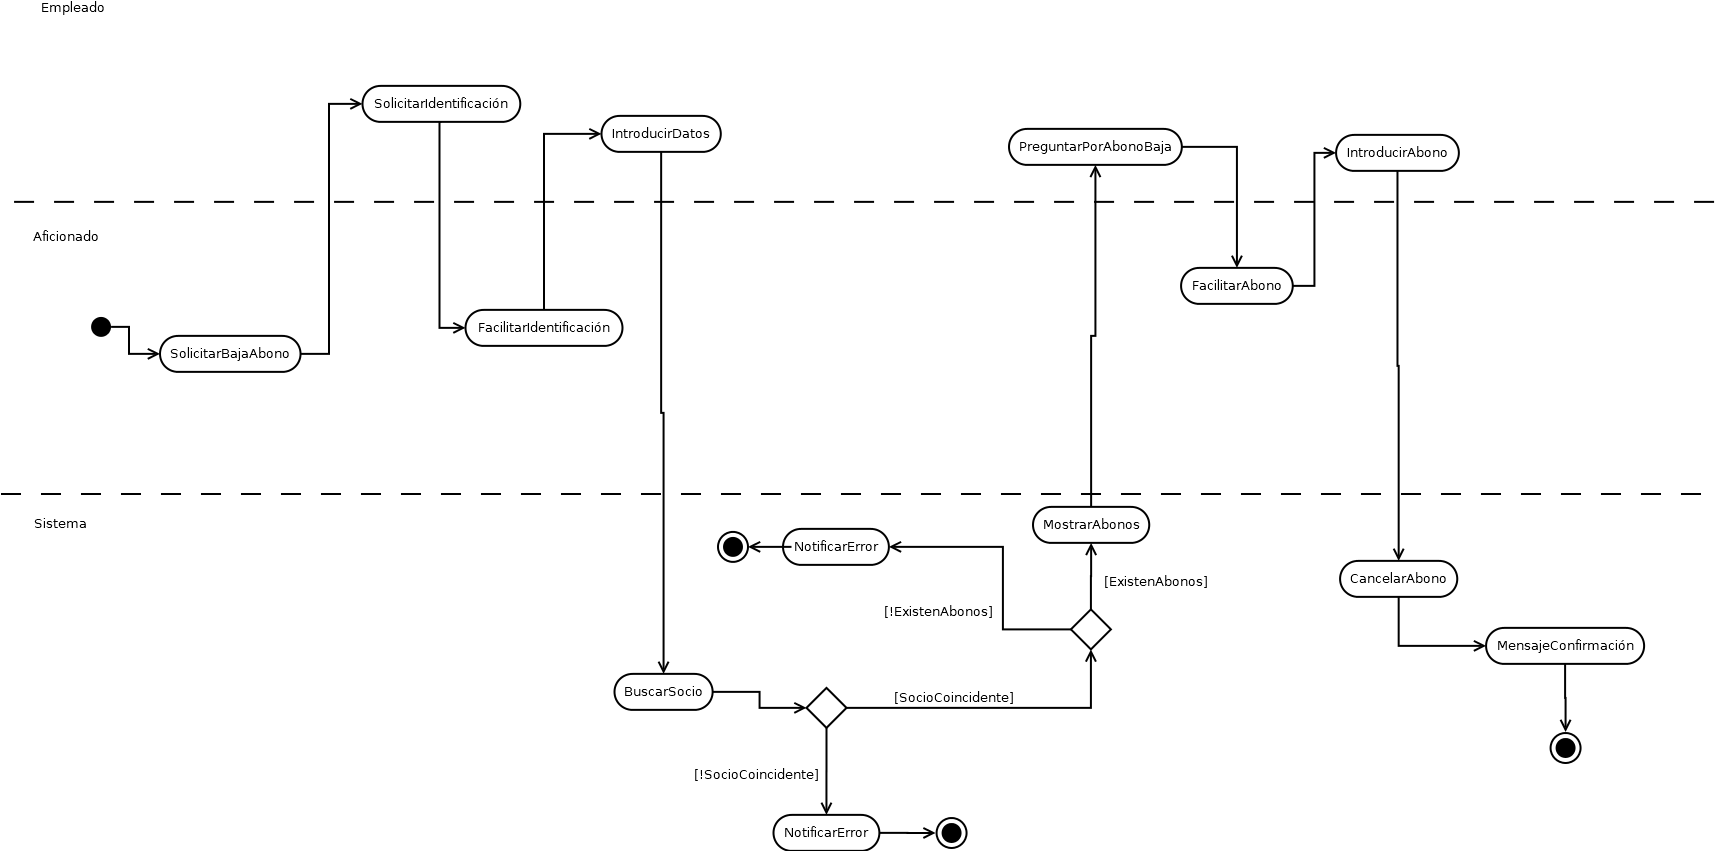 Empleado
SolicitarIdentificación
IntroducirDatos
PreguntarPorAbonoBaja
IntroducirAbono
Aficionado
SolicitarBajaAbono
FacilitarIdentificación
FacilitarAbono
Sistema
MostrarAbonos
NotificarError
[ExistenAbonos]
[!ExistenAbonos]
CancelarAbono
MensajeConfirmación
BuscarSocio
[SocioCoincidente]
[!SocioCoincidente]
NotificarError